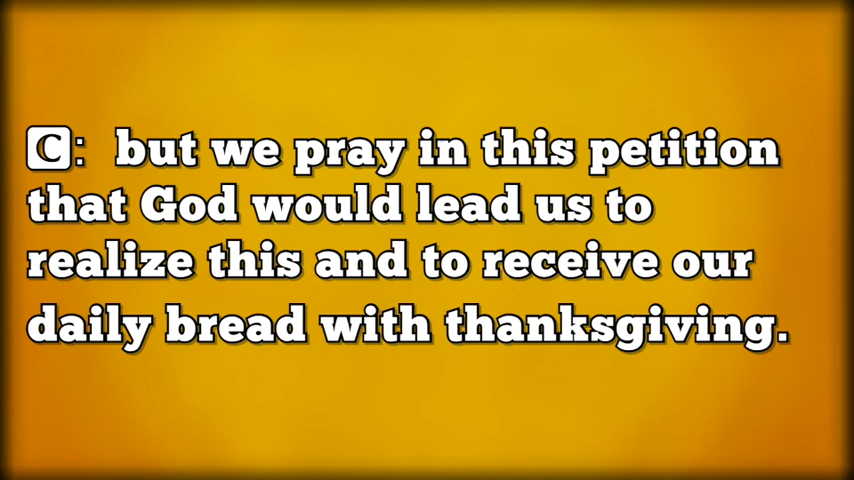 C: but we pray in this petition
that God would lead us to
realize this and to receive our
daily bread with thanksgiving.